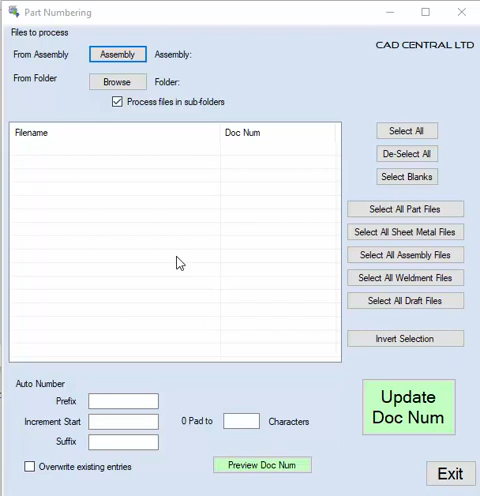 Part Numbering
Files to process
CAD CENTRAL LTD
From Assembly Assembly Assembly:
From Folder Browse Folder:
Process files in sub-folders
Filename Doc Num
Select All
De-Select All
Select Blanks
Select All Part Files
Select All Sheet Metal Files
Select All Assembly Files
Select All Weldment Files
Select All Draft Files
Invert Selection
Auto Number
Prefix
Increment Start 0 Pad to Characters
Suffix
Update
Doc Num
Overwrite existing entries Preview Doc Num
Exit